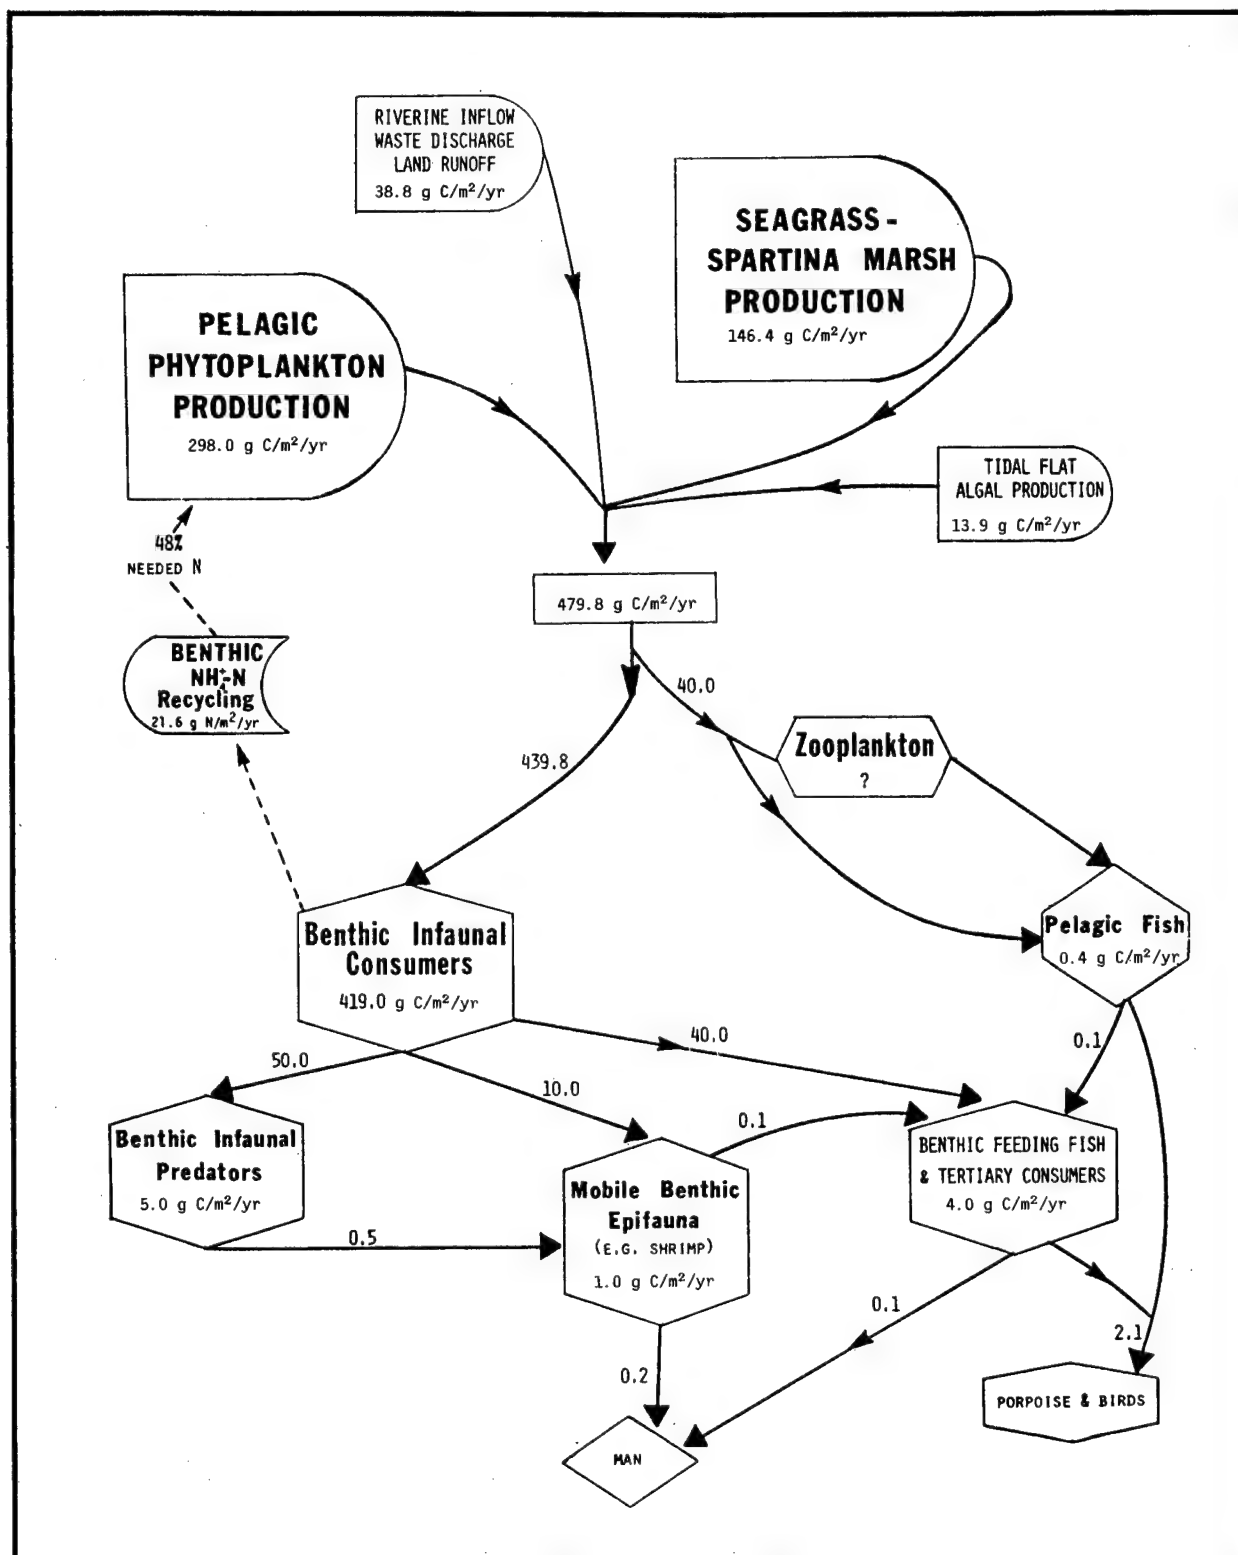 RIVERINE INFLOW
WASTE DISCHARGE
LAND RUNOFF
38.8 g C/m²/yr
SEAGRASS-
SPARTINA MARSH
PRODUCTION
146.4 g C/m²/yr
PELAGIC
PHYTOPLANKTON
PRODUCTION
298.0 g C/m²/yr
TIDAL FLAT
ALGAL PRODUCTION
13.9 g C/m²/yr
48%
NEEDED N
479.8 g C/m²/yr
BENTHIC
NH₄⁺-N
Recycling
21.6 g N/m²/yr
40.0
439.8
Zooplankton
?
Benthic Infaunal
Consumers
419.0 g C/m²/yr
Pelagic Fish
0.4 g C/m²/yr
50.0
10.0
40.0
0.1
0.1
Benthic Infaunal
Predators
5.0 g C/m²/yr
Mobile Benthic
Epifauna
(E.G. SHRIMP)
1.0 g C/m²/yr
BENTHIC FEEDING FISH
& TERTIARY CONSUMERS
4.0 g C/m²/yr
0.5
0.1
2.1
0.2
PORPOISE & BIRDS
MAN